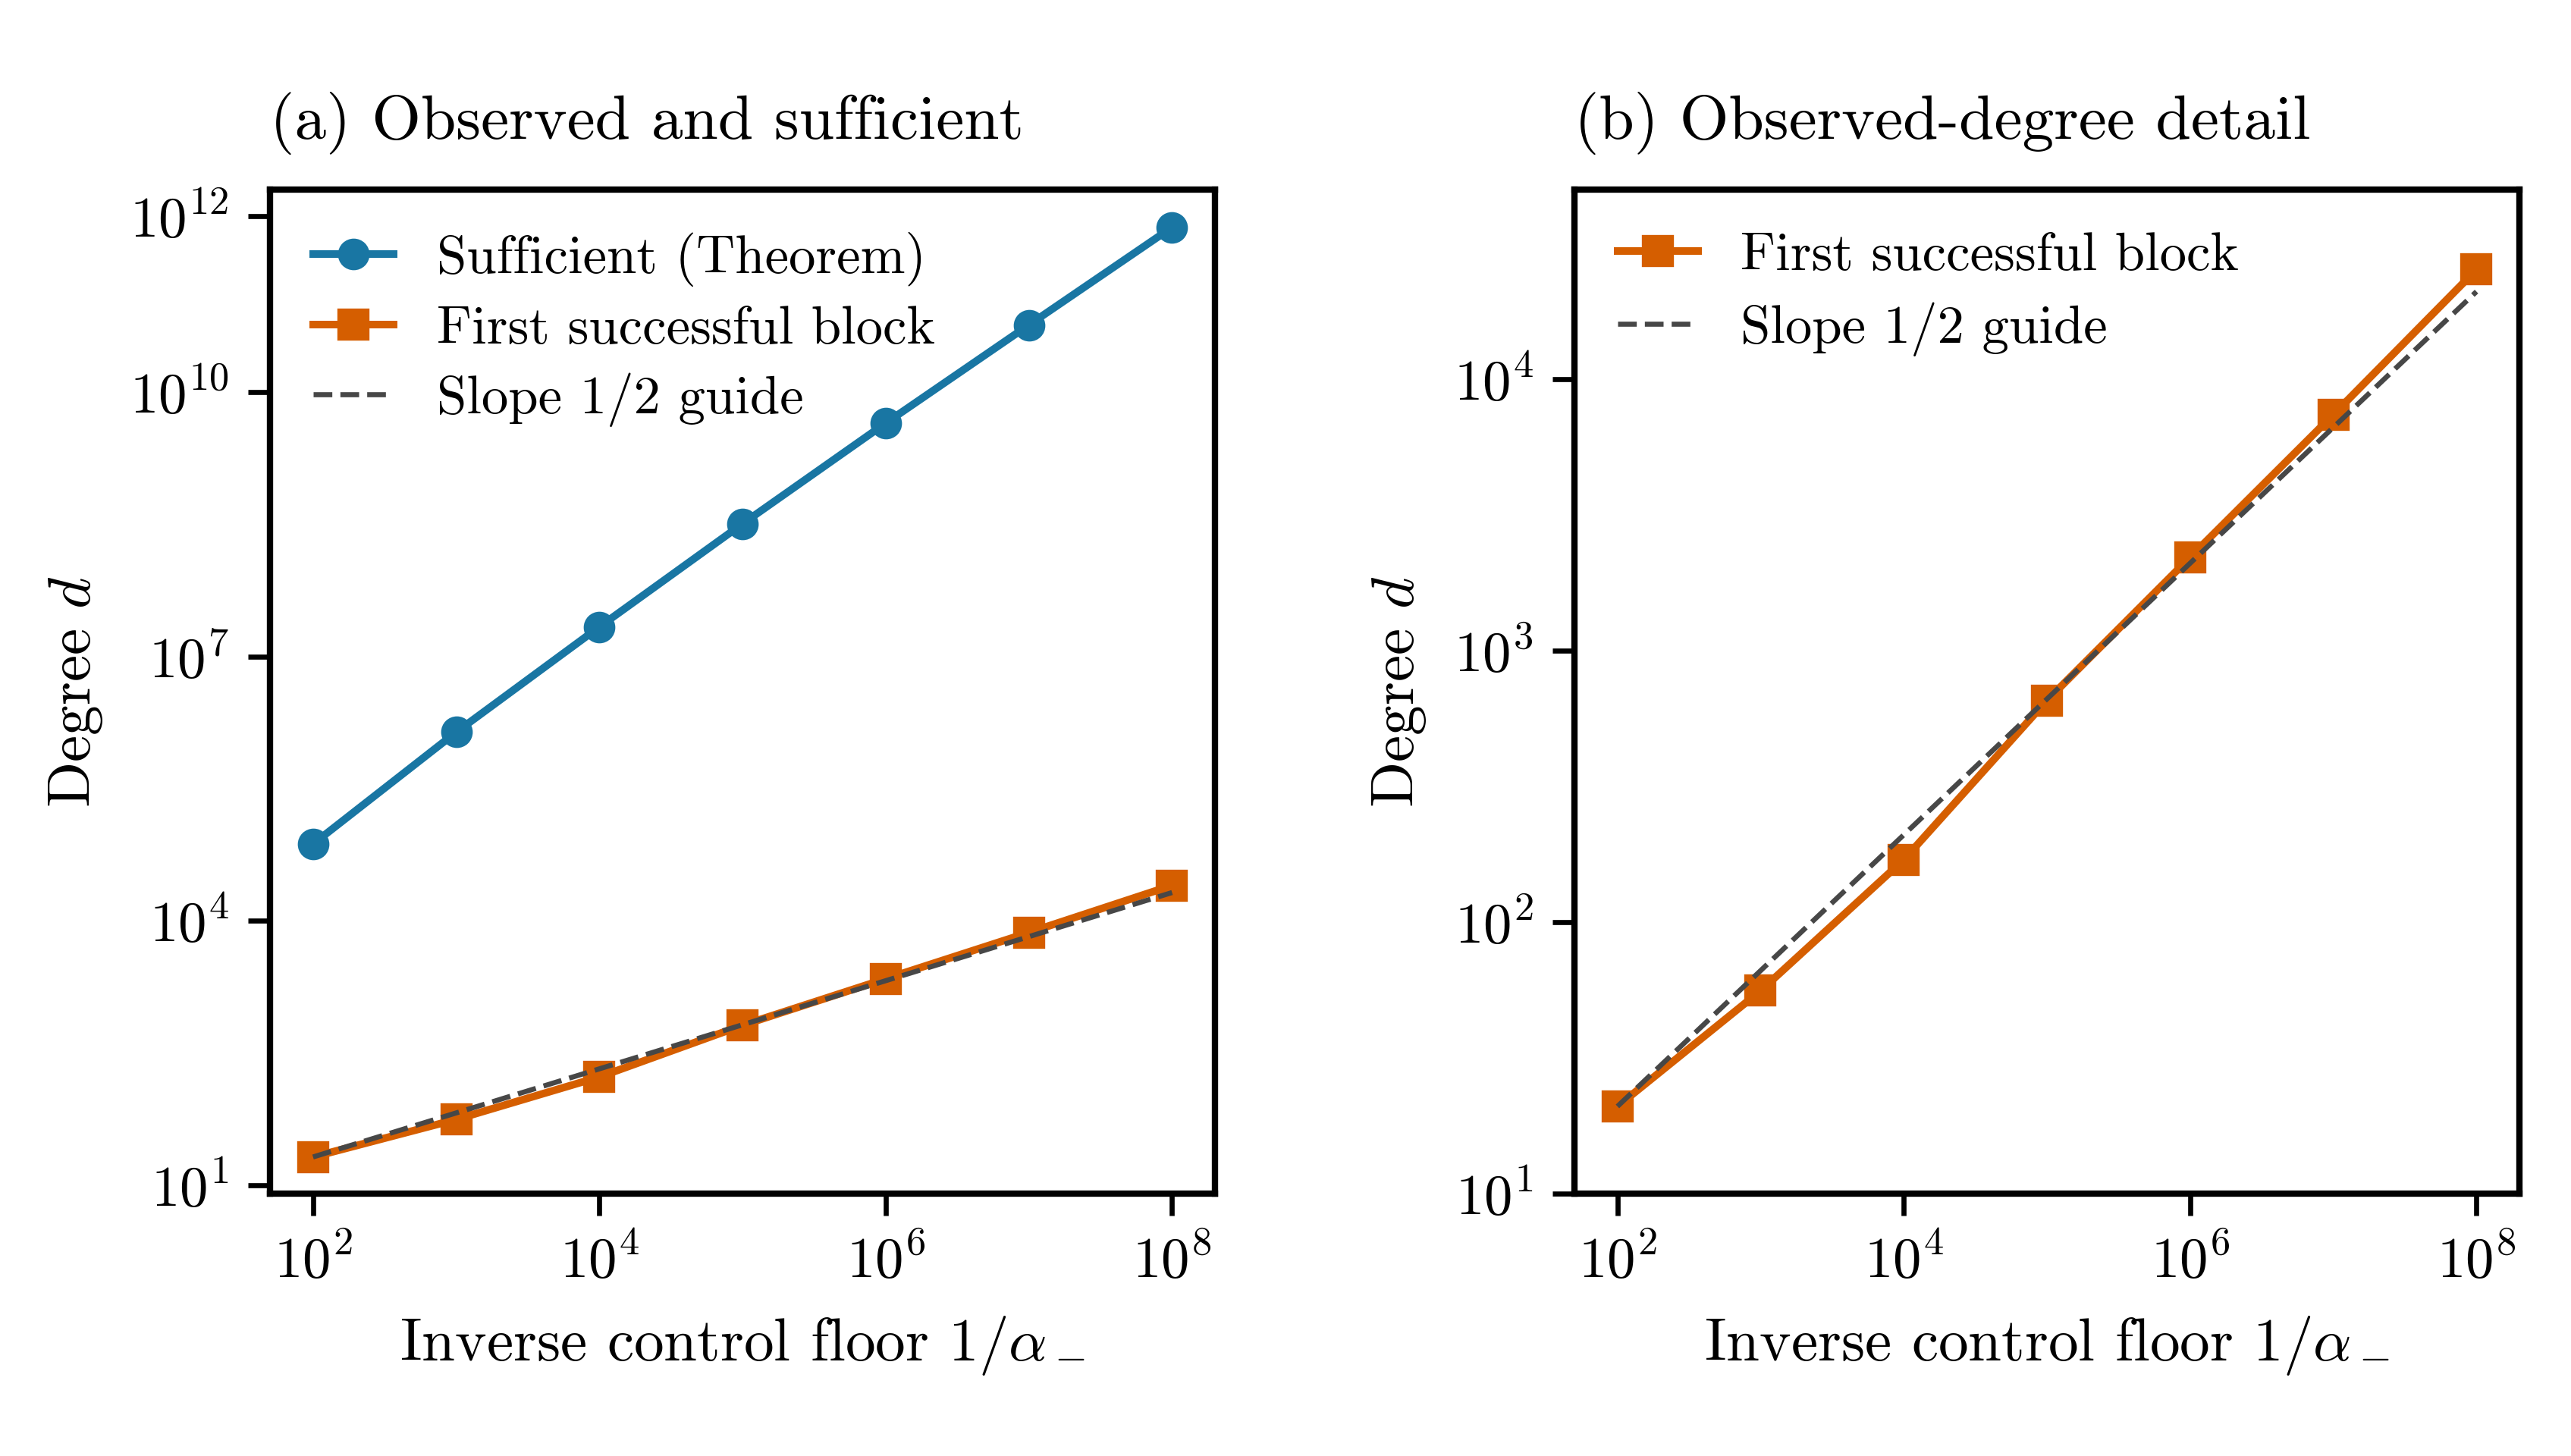 (a) Observed and sufficient
10^12
10^10
10^7
10^4
10^1
Degree d
Sufficient (Theorem)
First successful block
Slope 1/2 guide
10^2 10^4 10^6 10^8
Inverse control floor 1/α_−
(b) Observed-degree detail
10^4
10^3
10^2
10^1
Degree d
First successful block
Slope 1/2 guide
10^2 10^4 10^6 10^8
Inverse control floor 1/α_−